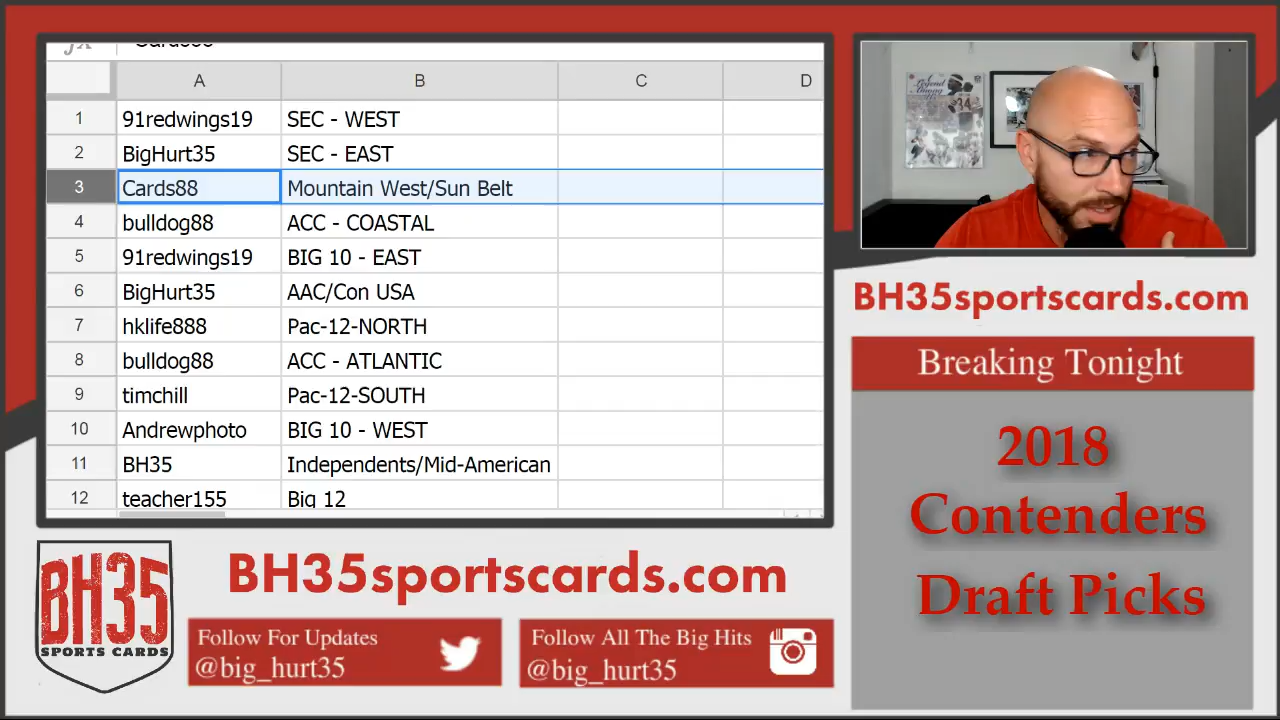 A B C D
1 91redwings19 SEC - WEST
2 BigHurt35 SEC - EAST
3 Cards88 Mountain West/Sun Belt
4 bulldog88 ACC - COASTAL
5 91redwings19 BIG 10 - EAST
6 BigHurt35 AAC/Con USA
7 hklife888 Pac-12-NORTH
8 bulldog88 ACC - ATLANTIC
9 timchill Pac-12-SOUTH
10 Andrewphoto BIG 10 - WEST
11 BH35 Independents/Mid-American
12 teacher155 Big 12
BH35sportscards.com
Breaking Tonight
2018
Contenders
Draft Picks
BH35
SPORTS CARDS
BH35sportscards.com
Follow For Updates
@big_hurt35
Follow All The Big Hits
@big_hurt35